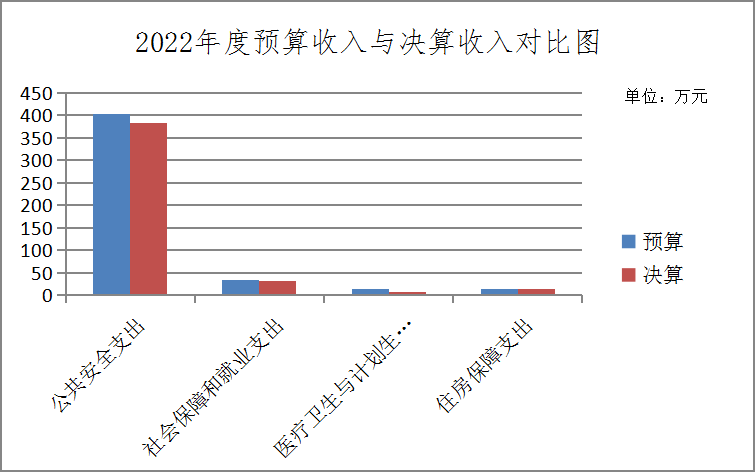 2022年度预算收入与决算收入对比图
单位：万元
450
400
350
300
250
200
150
100
50
0
预算
决算
公共安全支出
社会保障和就业支出
医疗卫生与计划生…
住房保障支出